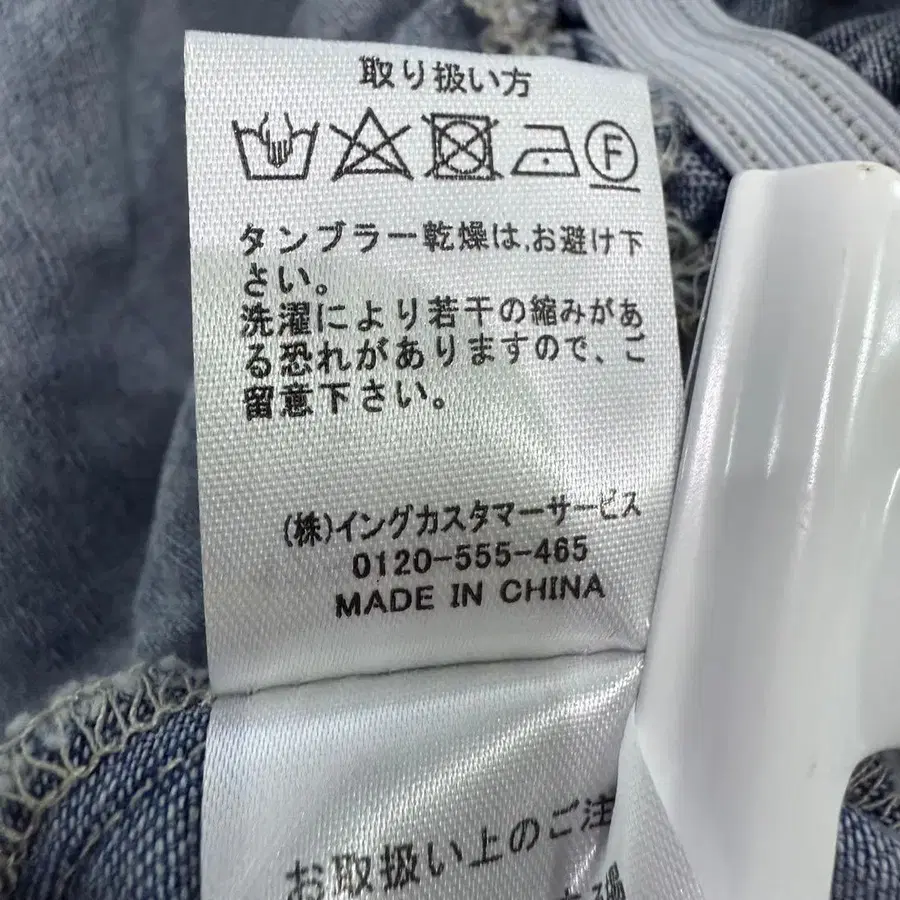 取り扱い方
F
タンブラー乾燥は、お避け下
さい。
洗濯により若干の縮みがあ
る恐れがありますので、ご
留意下さい。
(株)イングカスタマーサービス
0120-555-465
MADE IN CHINA
お取扱い上のご注